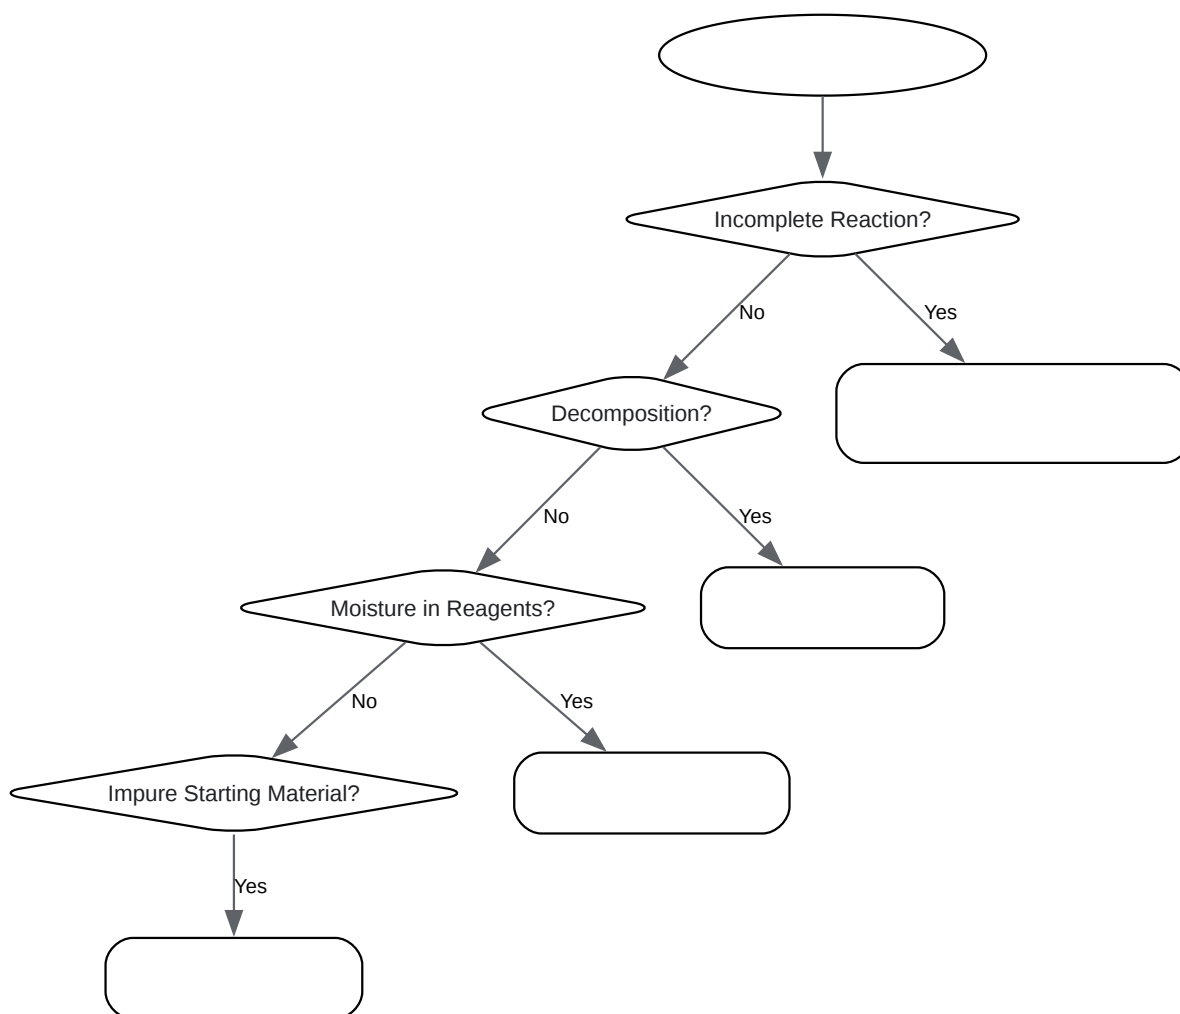 Incomplete Reaction?
No
Yes
Decomposition?
No
Yes
Moisture in Reagents?
No
Yes
Impure Starting Material?
Yes